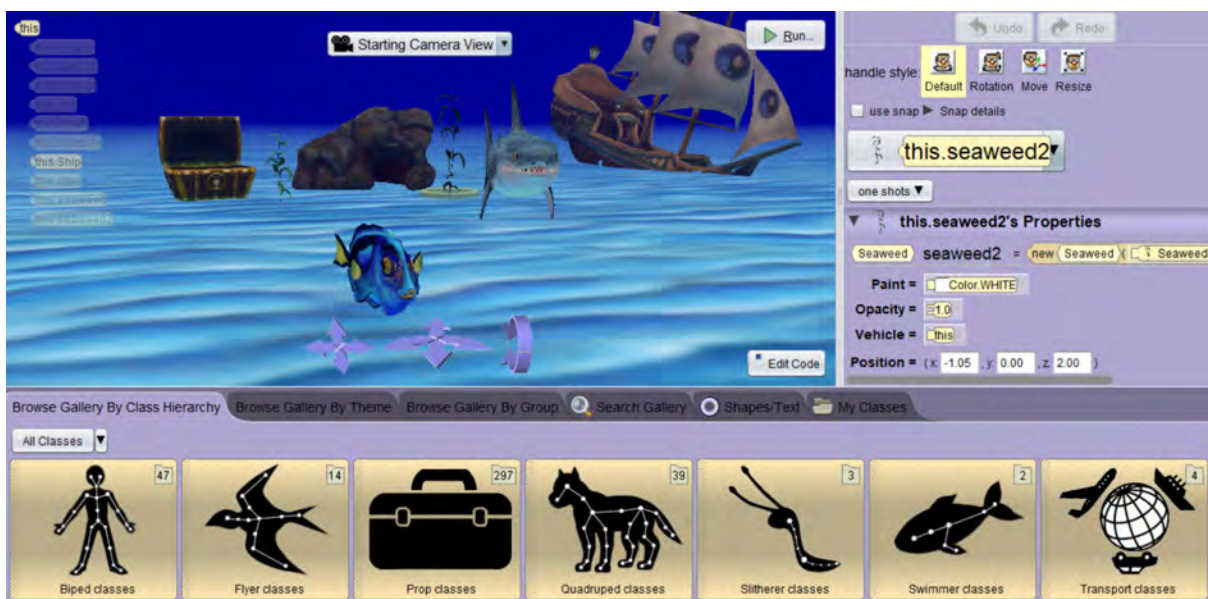 this
this.Ship
Starting Camera View
Run...
Edit Code
Undo
Redo
handle style:
Default
Rotation
Move
Resize
use snap
Snap details
this.seaweed2
one shots
this.seaweed2's Properties
Seaweed seaweed2 = new Seaweed ( Seaweed
Paint = Color.WHITE
Opacity = 1.0
Vehicle = this
Position = (x: -1.05 , y: 0.00 , z: 2.00 )
Browse Gallery By Class Hierarchy
Browse Gallery By Theme
Browse Gallery By Group
Search Gallery
Shapes/Text
My Classes
All Classes
47
Biped classes
14
Flyer classes
297
Prop classes
39
Quadruped classes
3
Slitherer classes
2
Swimmer classes
4
Transport classes